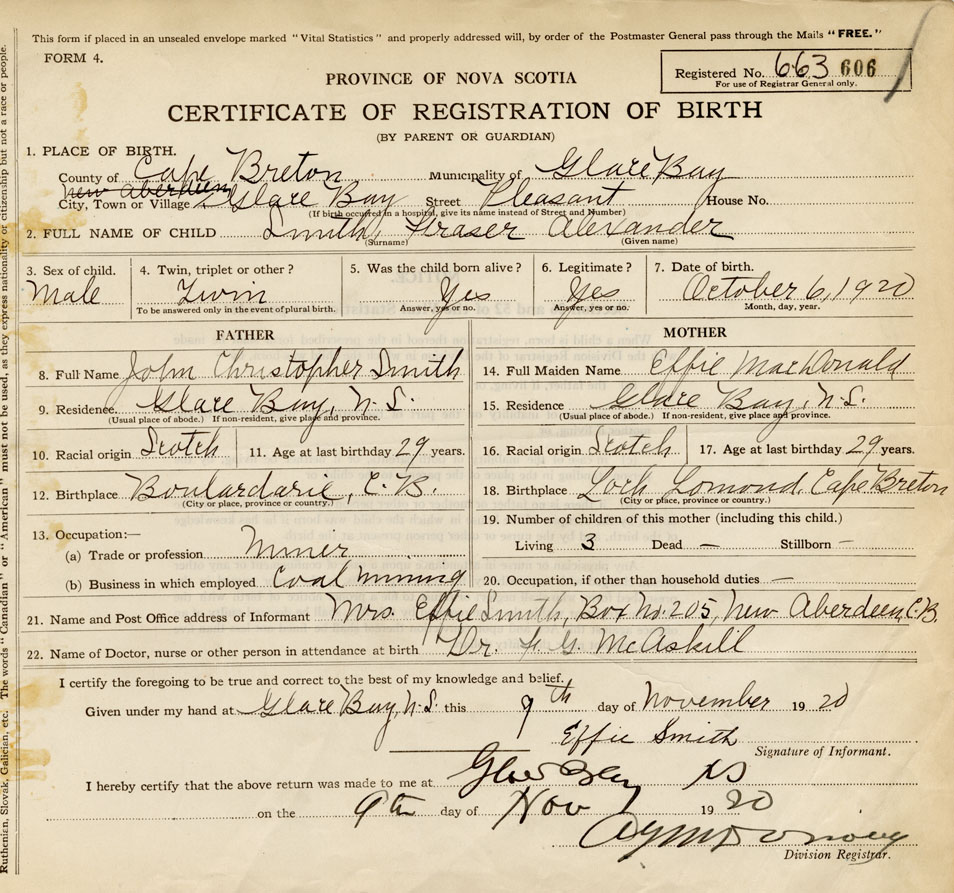 This form if placed in an unsealed envelope marked "Vital Statistics" and properly addressed will, by order of the Postmaster General pass through the Mails "FREE."
FORM 4.
Registered No. 663 606
For use of Registrar General only.
PROVINCE OF NOVA SCOTIA
CERTIFICATE OF REGISTRATION OF BIRTH
(BY PARENT OR GUARDIAN)
1. PLACE OF BIRTH.
County of Cape Breton Municipality of Glace Bay
New Aberdeen
City, Town or Village Glace Bay Street Pleasant House No.
(If birth occurred in a hospital, give its name instead of Street and Number)
2. FULL NAME OF CHILD Smith, Fraser Alexander
(Surname) (Given name)
3. Sex of child. 4. Twin, triplet or other? 5. Was the child born alive? 6. Legitimate? 7. Date of birth.
Male Twin Yes Yes October 6, 1920
To be answered only in the event of plural birth. Answer, yes or no. Answer, yes or no. Month, day, year.
FATHER MOTHER
8. Full Name John Christopher Smith 14. Full Maiden Name Effie MacDonald
9. Residence Glace Bay, N.S. 15. Residence Glace Bay, N.S.
(Usual place of abode.) If non-resident, give place and province. (Usual place of abode.) If non-resident, give place and province.
10. Racial origin Scotch 11. Age at last birthday 29 years. 16. Racial origin Scotch 17. Age at last birthday 29 years.
12. Birthplace Boulardarie, C.B. 18. Birthplace Loch Lomond, Cape Breton
(City or place, province or country.) (City or place, province or country.)
13. Occupation:— 19. Number of children of this mother (including this child.)
(a) Trade or profession Miner Living 3 Dead — Stillborn —
(b) Business in which employed Coal mining 20. Occupation, if other than household duties —
21. Name and Post Office address of Informant Mrs. Effie Smith, Box No. 205, New Aberdeen, C.B.
22. Name of Doctor, nurse or other person in attendance at birth Dr. F. G. McAskill
I certify the foregoing to be true and correct to the best of my knowledge and belief.
Given under my hand at Glace Bay, N.S. this 9th day of November 1920
Effie Smith
Signature of Informant.
I hereby certify that the above return was made to me at Glace Bay NS
on the 9th day of Nov 1920
Division Registrar.
Ruthenian, Slovak, Galician, etc. The words "Canadian" or "American" must not be used, as they express nationality or citizenship but not a race or people.